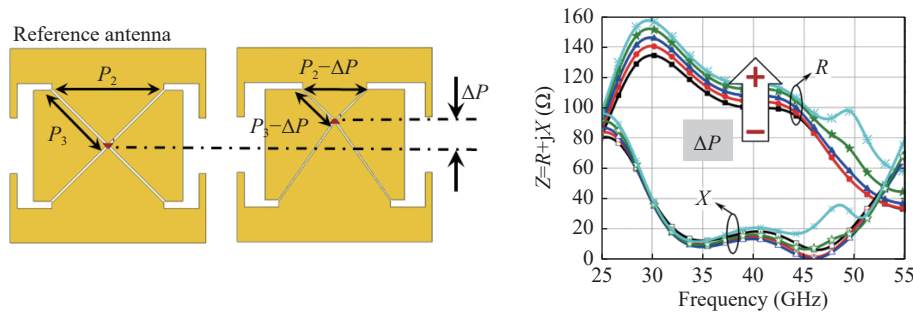 Reference antenna
P₂
P₃
P₂−ΔP
P₃−ΔP
ΔP
160
140
120
100
80
60
40
20
0
Z=R+jX (Ω)
+
−
R
ΔP
X
25 30 35 40 45 50 55
Frequency (GHz)